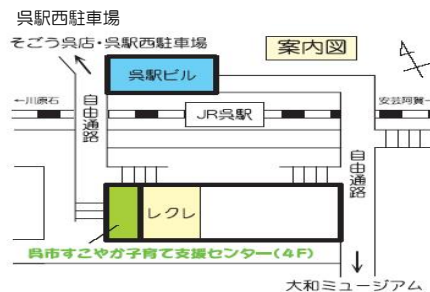 呉駅西駐車場
そごう呉店・呉駅西駐車場
案内図
呉駅ビル
←川原石
自由通路
JR呉駅
安芸阿賀→
自由通路
レクレ
呉市すこやか子育て支援センター(4F)
大和ミュージアム